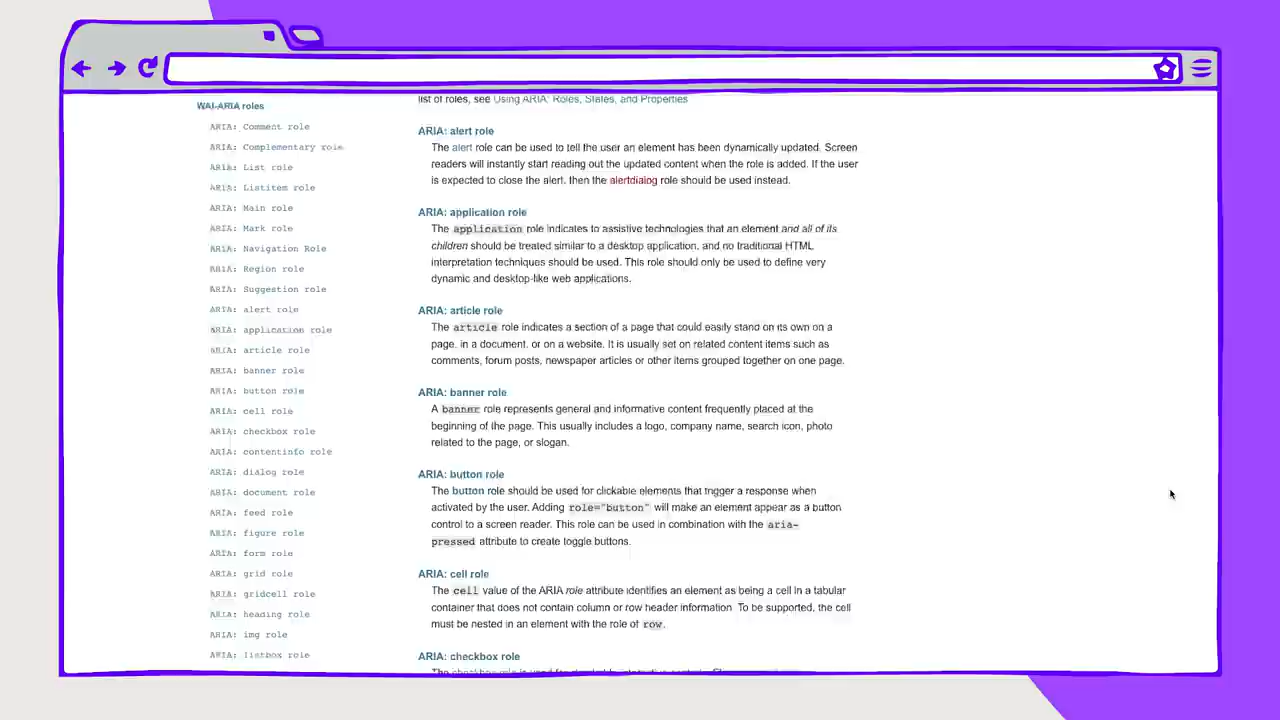 WAI-ARIA roles
ARIA: Comment role
ARIA: Complementary role
ARIA: List role
ARIA: Listitem role
ARIA: Main role
ARIA: Mark role
ARIA: Navigation Role
ARIA: Region role
ARIA: Suggestion role
ARIA: alert role
ARIA: application role
ARIA: article role
ARIA: banner role
ARIA: button role
ARIA: cell role
ARIA: checkbox role
ARIA: contentinfo role
ARIA: dialog role
ARIA: document role
ARIA: feed role
ARIA: figure role
ARIA: form role
ARIA: grid role
ARIA: gridcell role
ARIA: heading role
ARIA: img role
ARIA: listbox role
list of roles, see Using ARIA: Roles, States, and Properties
ARIA: alert role
The alert role can be used to tell the user an element has been dynamically updated. Screen
readers will instantly start reading out the updated content when the role is added. If the user
is expected to close the alert, then the alertdialog role should be used instead.
ARIA: application role
The application role indicates to assistive technologies that an element and all of its
children should be treated similar to a desktop application, and no traditional HTML
interpretation techniques should be used. This role should only be used to define very
dynamic and desktop-like web applications.
ARIA: article role
The article role indicates a section of a page that could easily stand on its own on a
page, in a document, or on a website. It is usually set on related content items such as
comments, forum posts, newspaper articles or other items grouped together on one page.
ARIA: banner role
A banner role represents general and informative content frequently placed at the
beginning of the page. This usually includes a logo, company name, search icon, photo
related to the page, or slogan.
ARIA: button role
The button role should be used for clickable elements that trigger a response when
activated by the user. Adding role="button" will make an element appear as a button
control to a screen reader. This role can be used in combination with the aria-
pressed attribute to create toggle buttons.
ARIA: cell role
The cell value of the ARIA role attribute identifies an element as being a cell in a tabular
container that does not contain column or row header information. To be supported, the cell
must be nested in an element with the role of row.
ARIA: checkbox role